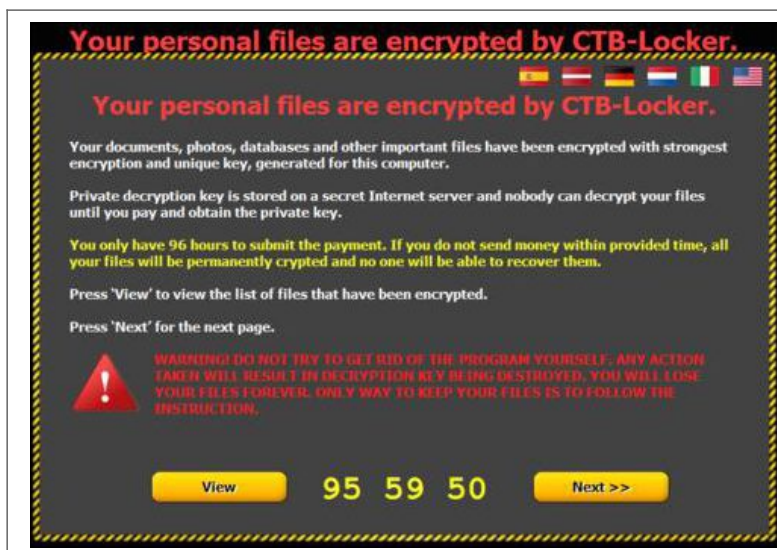 Your personal files are encrypted by CTB-Locker.
Your personal files are encrypted by CTB-Locker.
Your documents, photos, databases and other important files have been encrypted with strongest
encryption and unique key, generated for this computer.
Private decryption key is stored on a secret Internet server and nobody can decrypt your files
until you pay and obtain the private key.
You only have 96 hours to submit the payment. If you do not send money within provided time, all
your files will be permanently crypted and no one will be able to recover them.
Press 'View' to view the list of files that have been encrypted.
Press 'Next' for the next page.
WARNING! DO NOT TRY TO GET RID OF THE PROGRAM YOURSELF. ANY ACTION
TAKEN WILL RESULT IN DECRYPTION KEY BEING DESTROYED. YOU WILL LOSE
YOUR FILES FOREVER. ONLY WAY TO KEEP YOUR FILES IS TO FOLLOW THE
INSTRUCTION.
View 95 59 50 Next >>